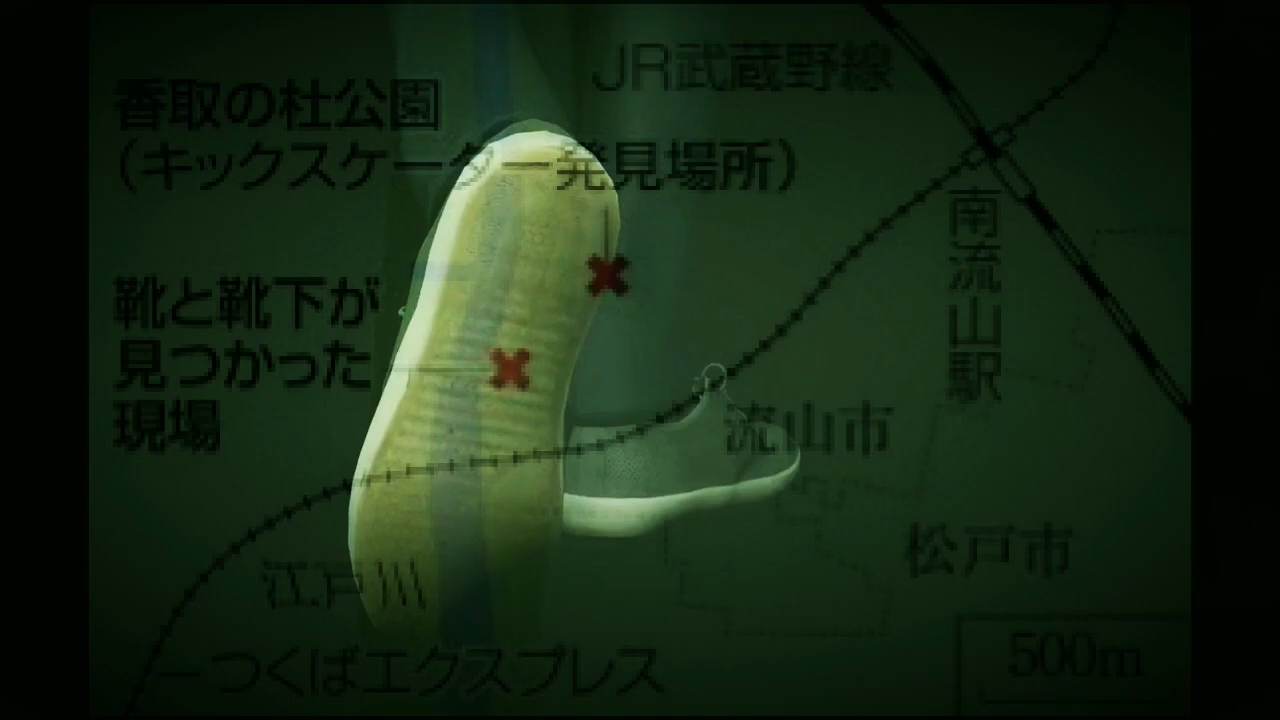 JR武蔵野線
香取の杜公園
(キックスケーター発見場所)
南流山駅
靴と靴下が
見つかった
現場
流山市
松戸市
江戸川
つくばエクスプレス
500m